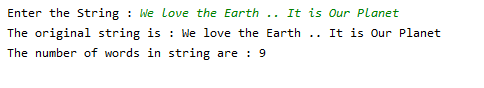 Enter the String : We love the Earth .. It is Our Planet
The original string is : We love the Earth .. It is Our Planet
The number of words in string are : 9